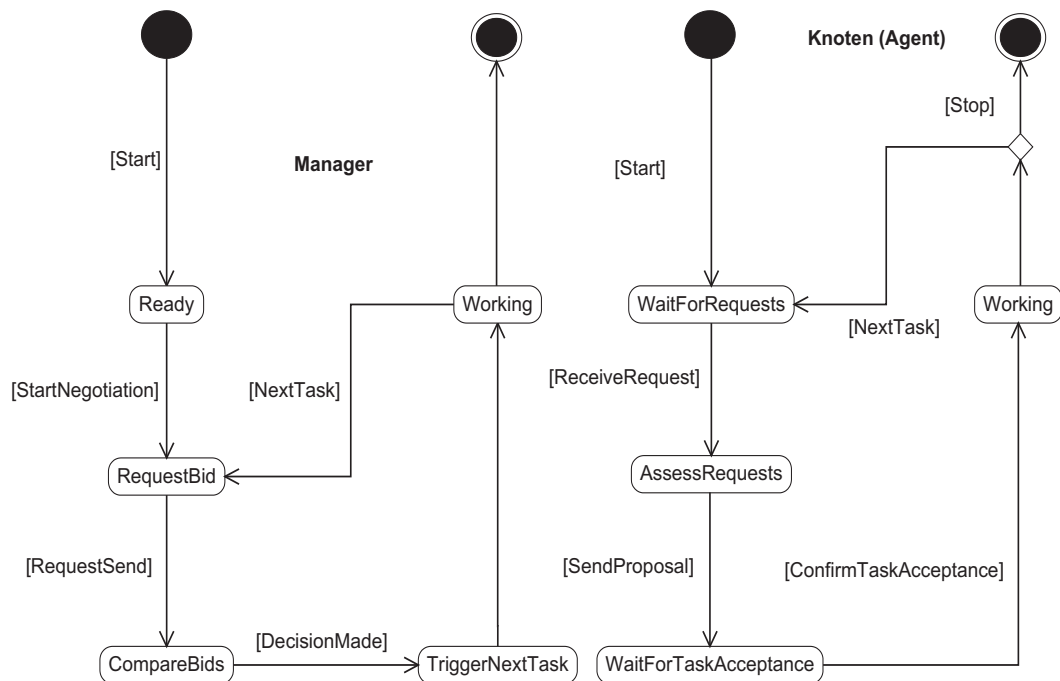 Knoten (Agent)
[Stop]
[Start]
Manager
[Start]
Ready
Working
WaitForRequests
Working
[NextTask]
[StartNegotiation]
[NextTask]
[ReceiveRequest]
RequestBid
AssessRequests
[RequestSend]
[SendProposal]
[ConfirmTaskAcceptance]
[DecisionMade]
CompareBids
TriggerNextTask
WaitForTaskAcceptance